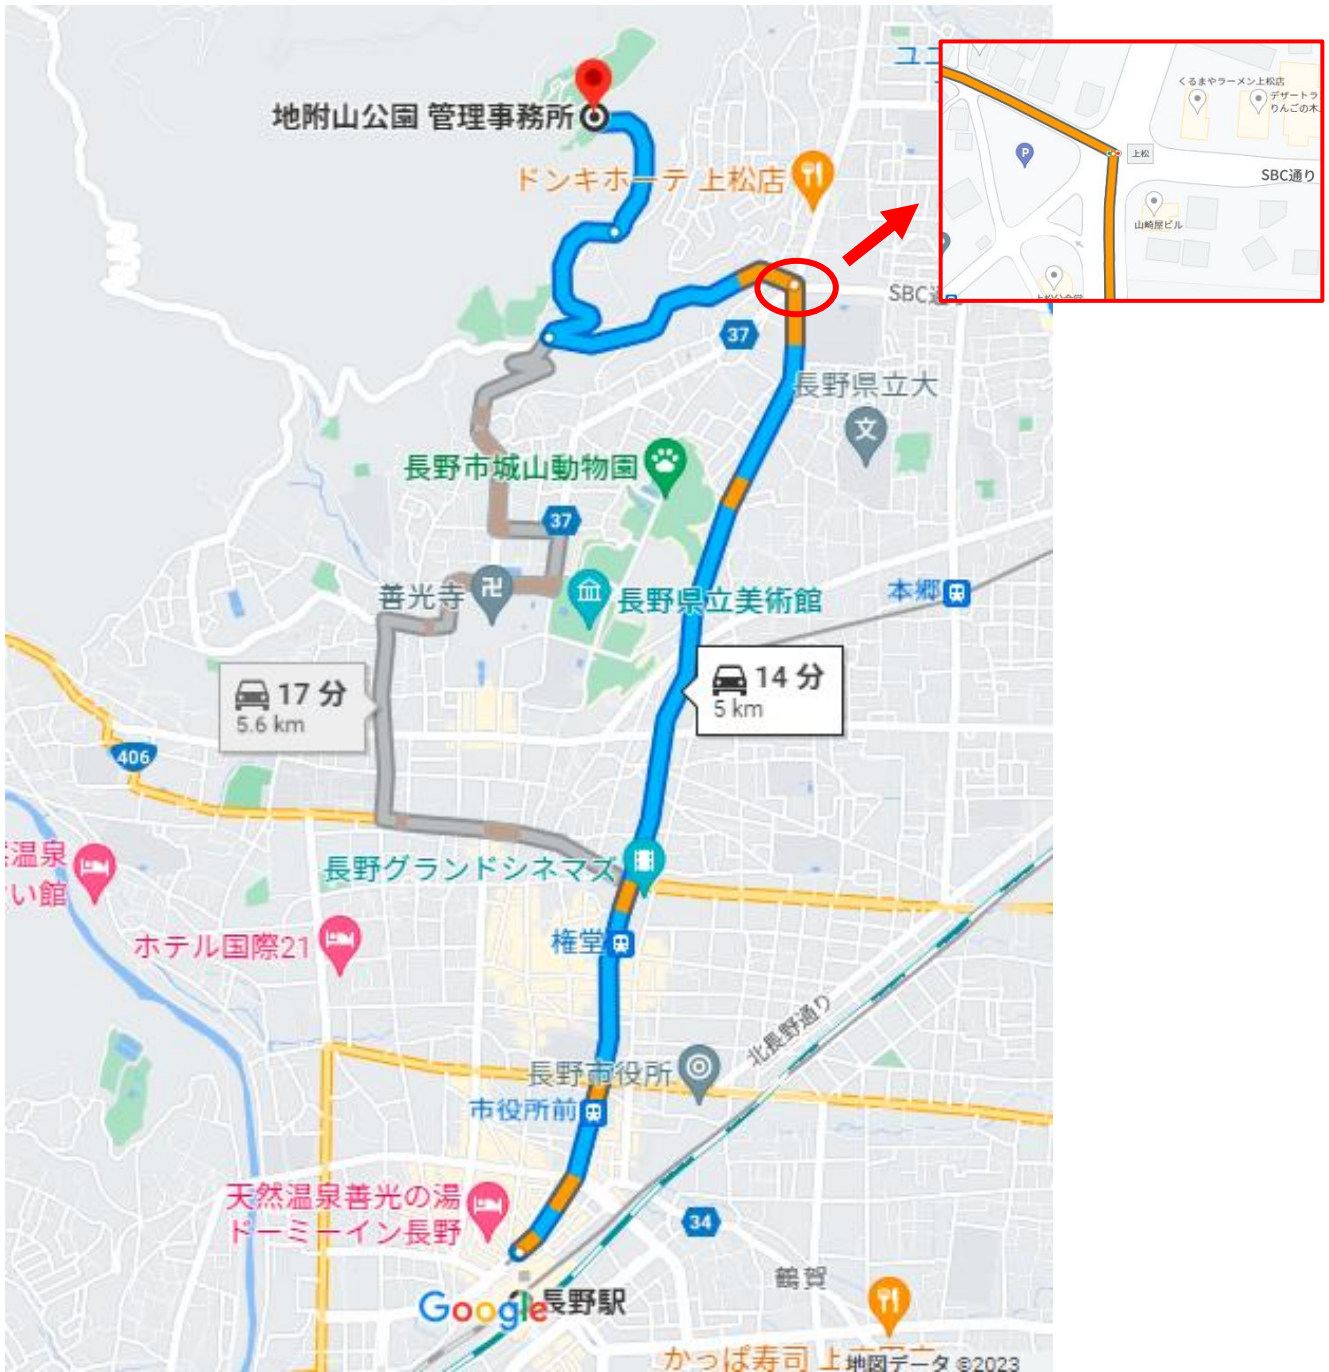 地附山公園 管理事務所
ドンキホーテ 上松店
くるまやラーメン上松店
デザートラ
りんごの木
上松
SBC通り
山崎屋ビル
SBC通
37
長野県立大
長野市城山動物園
37
善光寺
長野県立美術館
本郷
17 分
5.6 km
14 分
5 km
406
温泉
い館
長野グランドシネマズ
ホテル国際21
権堂
北長野通り
長野市役所
市役所前
天然温泉善光の湯
ドーミーイン長野
34
鶴賀
Google
長野駅
かっぱ寿司 上
地図データ ©2023